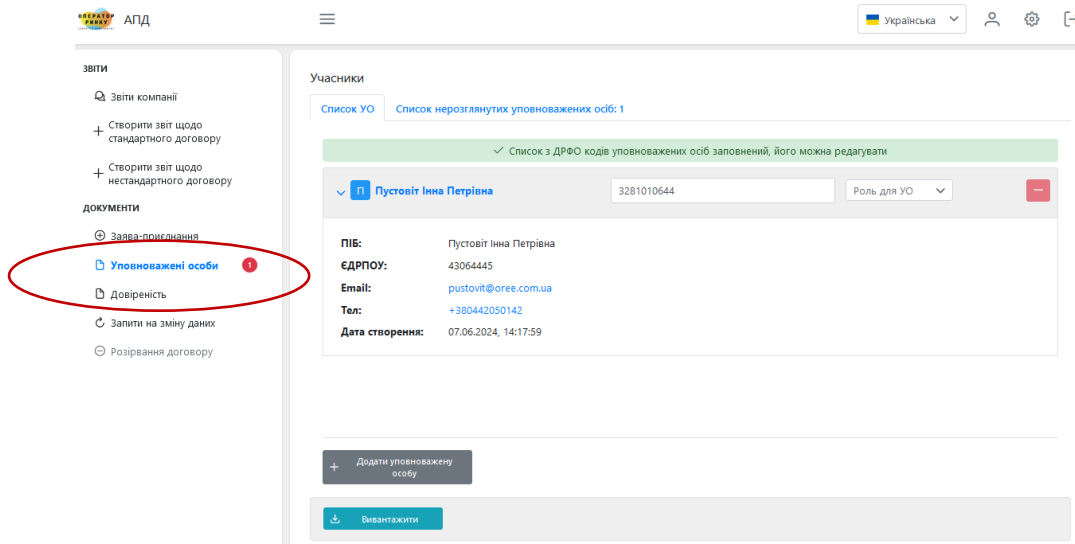 ОПЕРАТОР
РИНКУ
АПД
Українська
ЗВІТИ
Звіти компанії
Створити звіт щодо
стандартного договору
Створити звіт щодо
нестандартного договору
ДОКУМЕНТИ
Заява-приєднання
Уповноважені особи 1
Довіреність
Запити на зміну даних
Розірвання договору
Учасники
Список УО Список нерозглянутих уповноважених осіб: 1
Список з ДРФО кодів уповноважених осіб заповнений, його можна редагувати
П Пустовіт Інна Петрівна 3281010644 Роль для УО
ПІБ: Пустовіт Інна Петрівна
ЄДРПОУ: 43064445
Email: pustovit@oree.com.ua
Тел: +380442050142
Дата створення: 07.06.2024, 14:17:59
Додати уповноважену
особу
Вивантажити